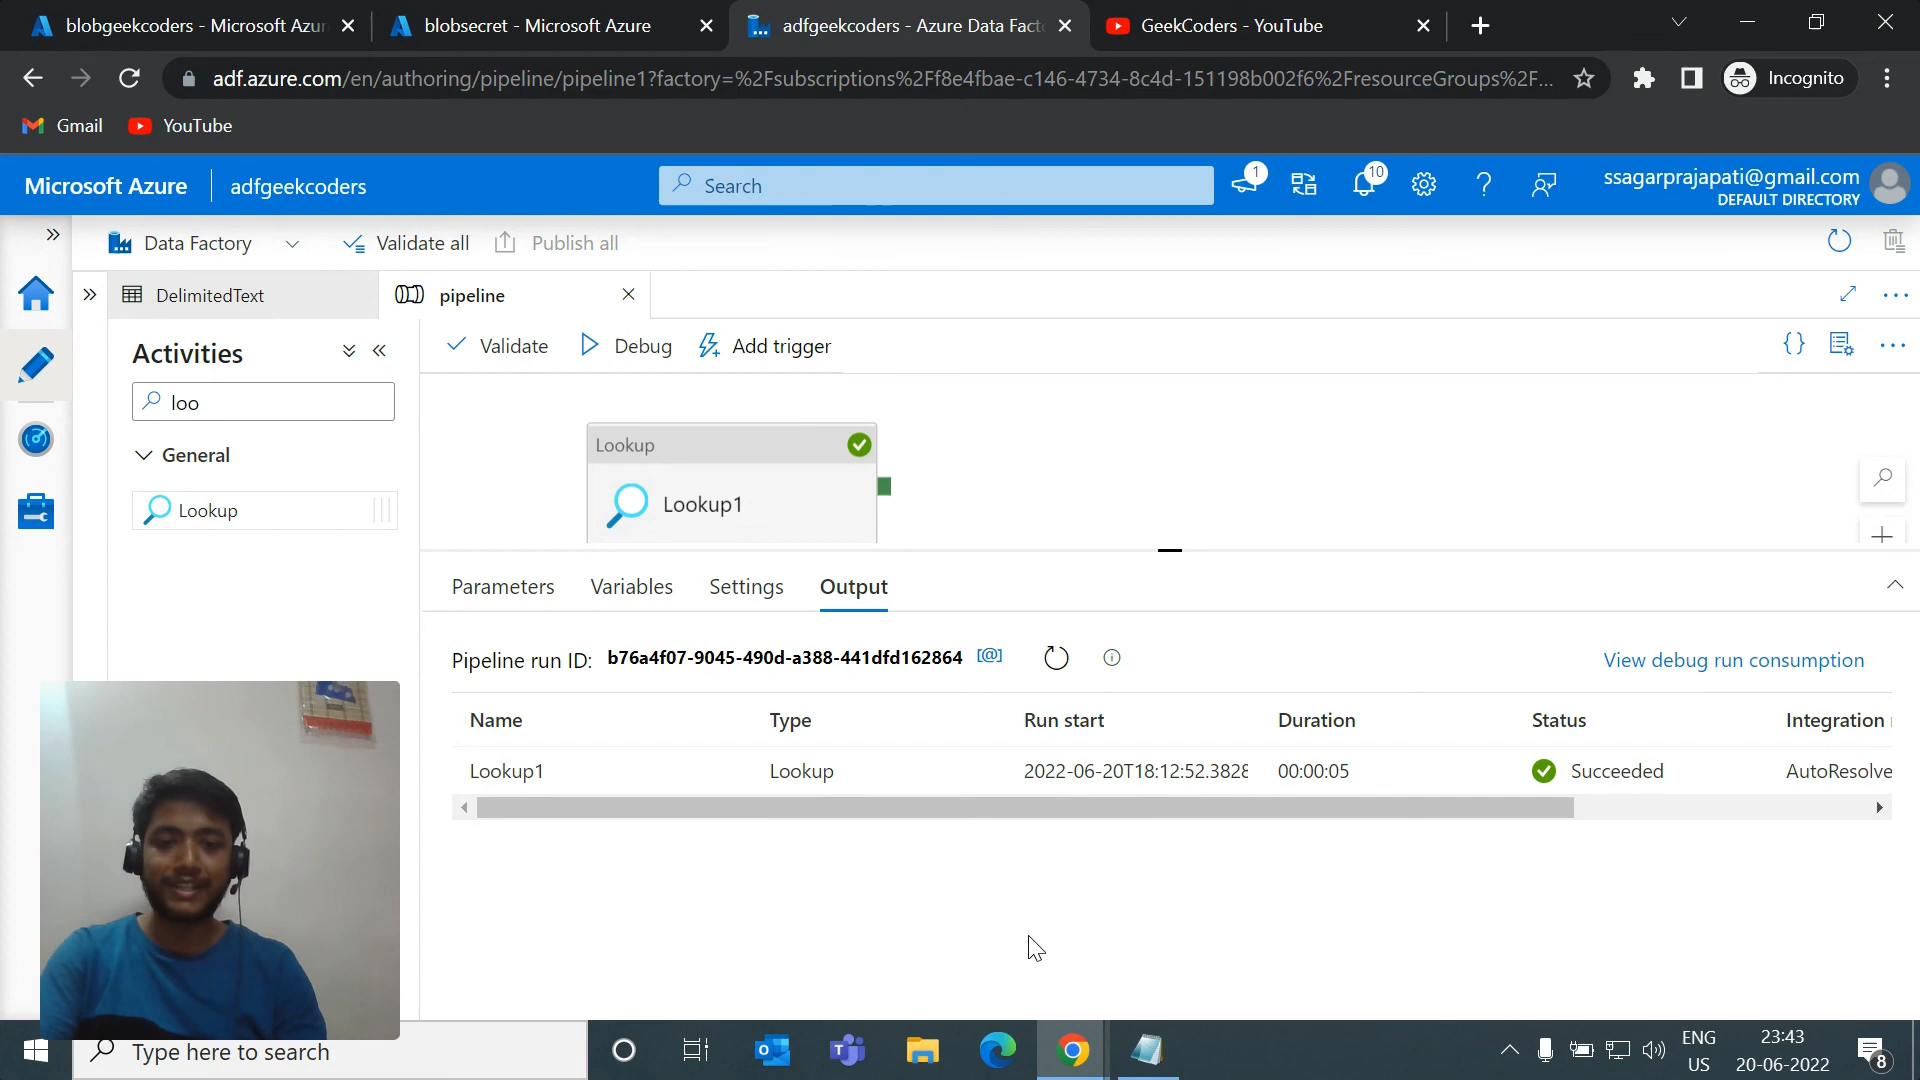 blobgeekcoders - Microsoft Azur
blobsecret - Microsoft Azure
adfgeekcoders - Azure Data Fact
GeekCoders - YouTube
adf.azure.com/en/authoring/pipeline/pipeline1?factory=%2Fsubscriptions%2Ff8e4fbae-c146-4734-8c4d-151198b002f6%2FresourceGroups%2F...
Incognito
Gmail
YouTube
Microsoft Azure
adfgeekcoders
Search
1
10
ssagarprajapati@gmail.com
DEFAULT DIRECTORY
Data Factory
Validate all
Publish all
DelimitedText
pipeline
Activities
Validate
Debug
Add trigger
loo
General
Lookup
Lookup
Lookup1
Parameters
Variables
Settings
Output
Pipeline run ID: b76a4f07-9045-490d-a388-441dfd162864
View debug run consumption
Name Type Run start Duration Status Integration
Lookup1 Lookup 2022-06-20T18:12:52.3828 00:00:05 Succeeded AutoResolve
Type here to search
ENG
US
23:43
20-06-2022
8